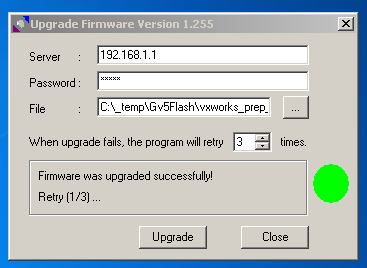 Upgrade Firmware Version 1.255
Server : 192.168.1.1
Password : *****
File : C:\_temp\Gv5Flash\vxworks_prep_ ...
When upgrade fails, the program will retry 3 times.
Firmware was upgraded successfully!
Retry (1/3) ...
Upgrade Close